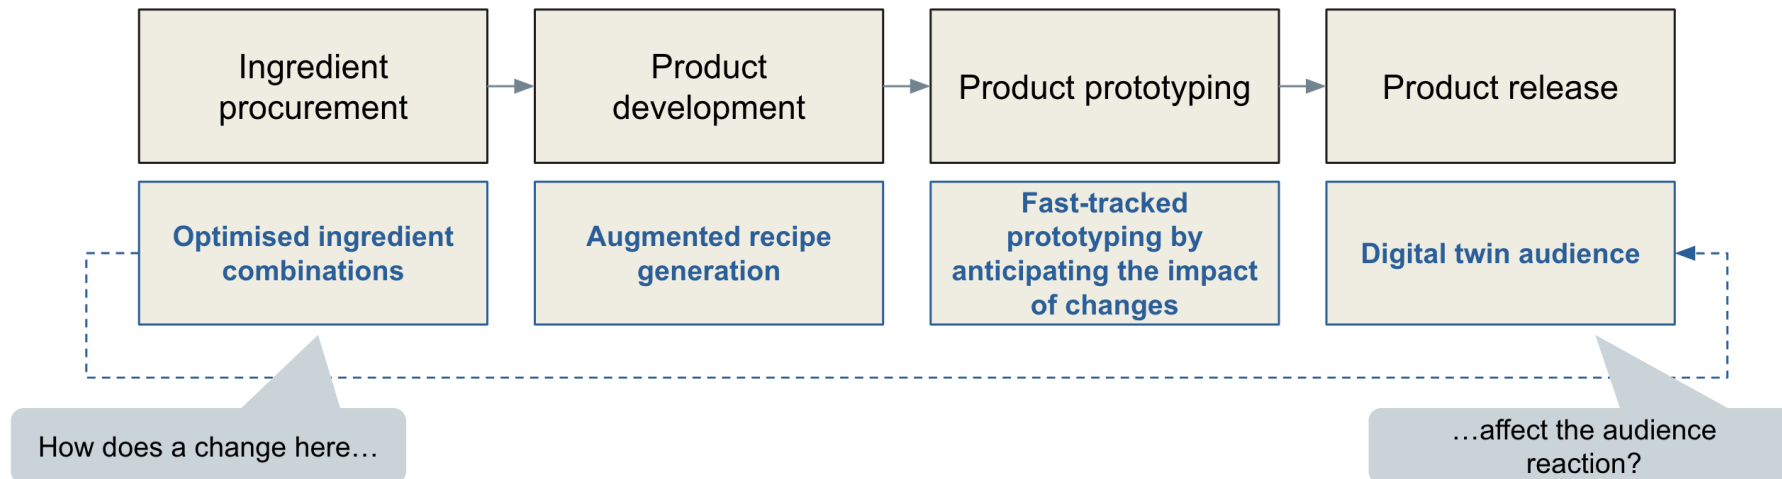 Ingredient
procurement
Product
development
Product prototyping
Product release
Optimised ingredient
combinations
Augmented recipe
generation
Fast-tracked
prototyping by
anticipating the impact
of changes
Digital twin audience
How does a change here…
…affect the audience
reaction?